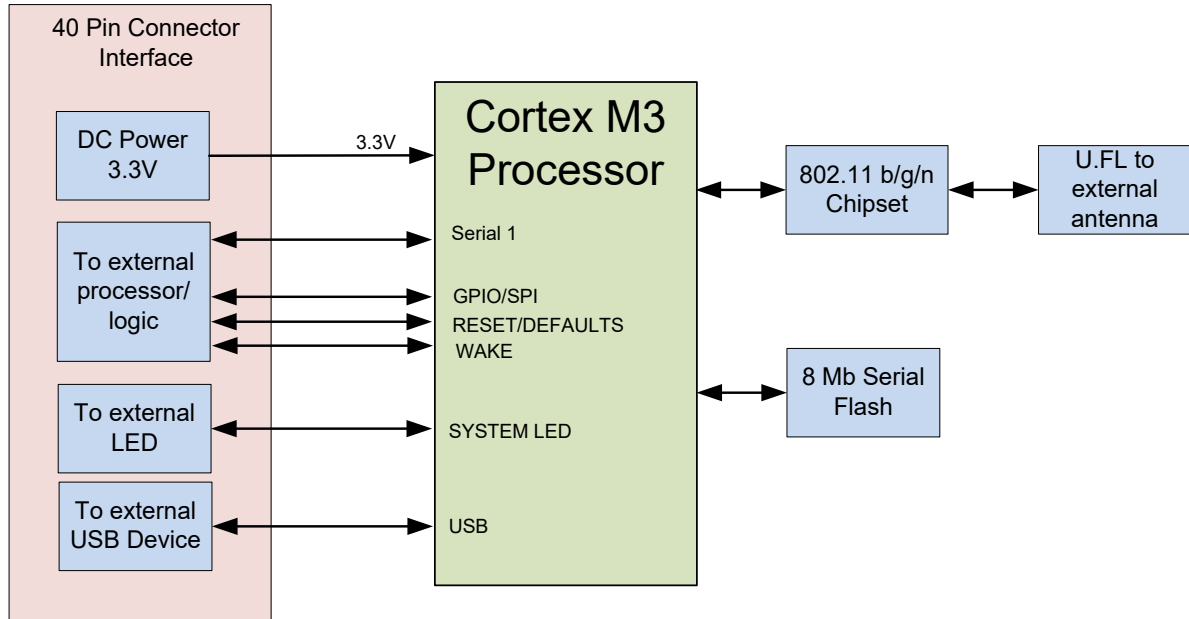 40 Pin Connector
Interface
DC Power
3.3V
3.3V
To external
processor/
logic
To external
LED
To external
USB Device
Cortex M3
Processor
Serial 1
GPIO/SPI
RESET/DEFAULTS
WAKE
SYSTEM LED
USB
802.11 b/g/n
Chipset
U.FL to
external
antenna
8 Mb Serial
Flash